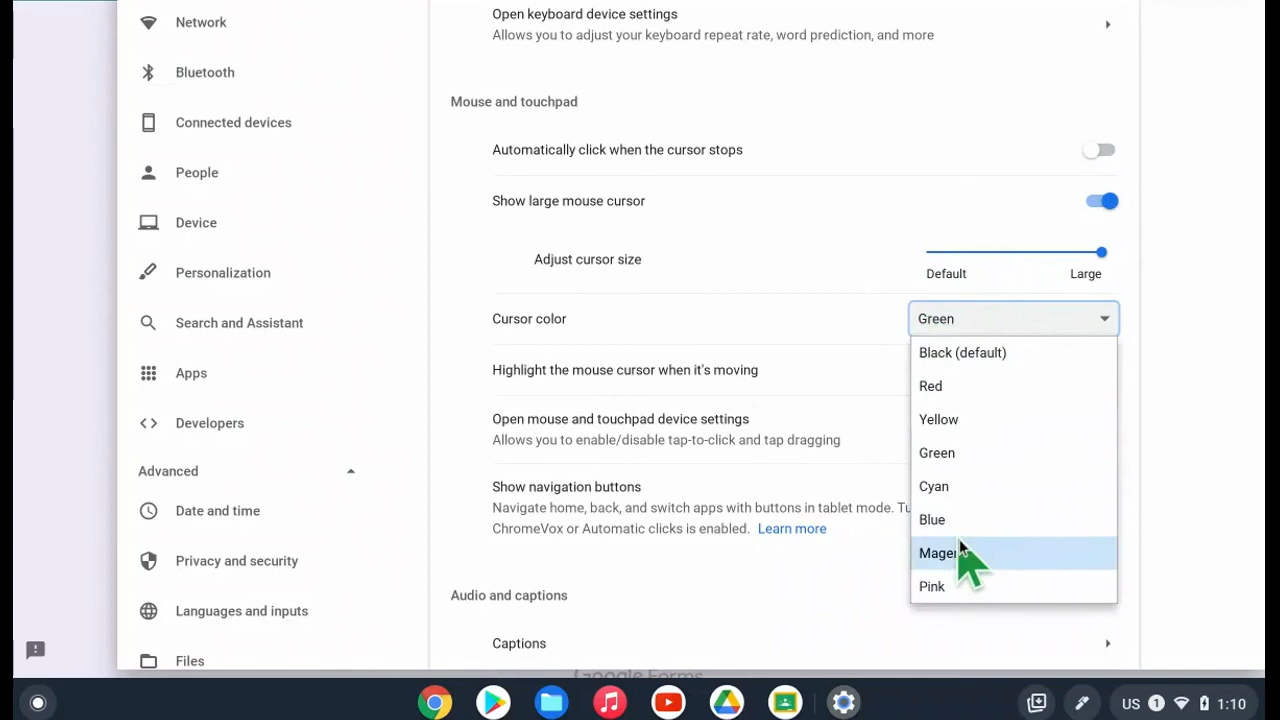 Network
Bluetooth
Connected devices
People
Device
Personalization
Search and Assistant
Apps
Developers
Advanced
Date and time
Privacy and security
Languages and inputs
Files
Open keyboard device settings
Allows you to adjust your keyboard repeat rate, word prediction, and more
Mouse and touchpad
Automatically click when the cursor stops
Show large mouse cursor
Adjust cursor size
Default Large
Cursor color
Green
Black (default)
Red
Yellow
Green
Cyan
Blue
Pink
Highlight the mouse cursor when it's moving
Open mouse and touchpad device settings
Allows you to enable/disable tap-to-click and tap dragging
Show navigation buttons
Navigate home, back, and switch apps with buttons in tablet mode.
ChromeVox or Automatic clicks is enabled. Learn more
Audio and captions
Captions
Google Forms
US 1 1:10